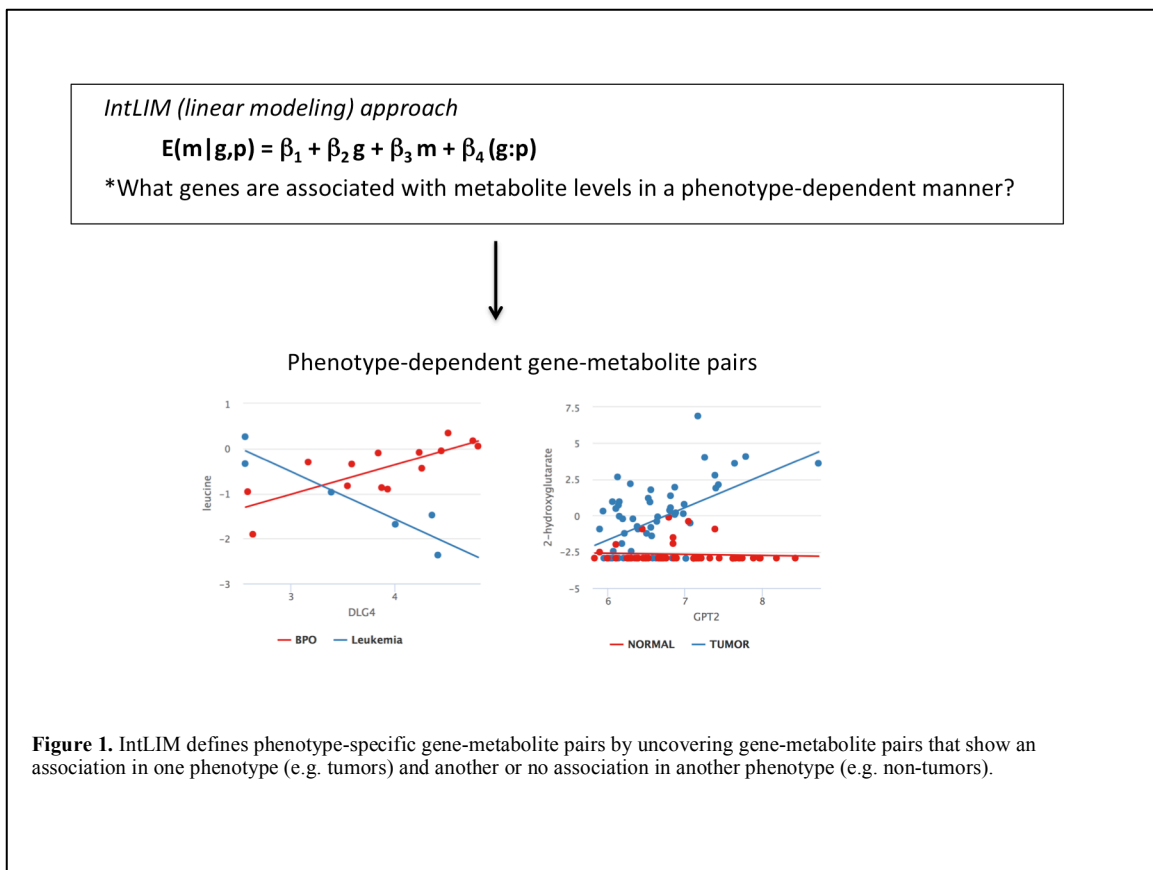 IntLIM (linear modeling) approach
E(m|g,p) = β1 + β2 g + β3 m + β4 (g:p)
*What genes are associated with metabolite levels in a phenotype-dependent manner?
Phenotype-dependent gene-metabolite pairs
1
0
−1
−2
−3
leucine
3
4
DLG4
BPO
Leukemia
7.5
5
2.5
0
−2.5
−5
2−hydroxyglutarate
6
7
8
GPT2
NORMAL
TUMOR
Figure 1. IntLIM defines phenotype-specific gene-metabolite pairs by uncovering gene-metabolite pairs that show an
association in one phenotype (e.g. tumors) and another or no association in another phenotype (e.g. non-tumors).